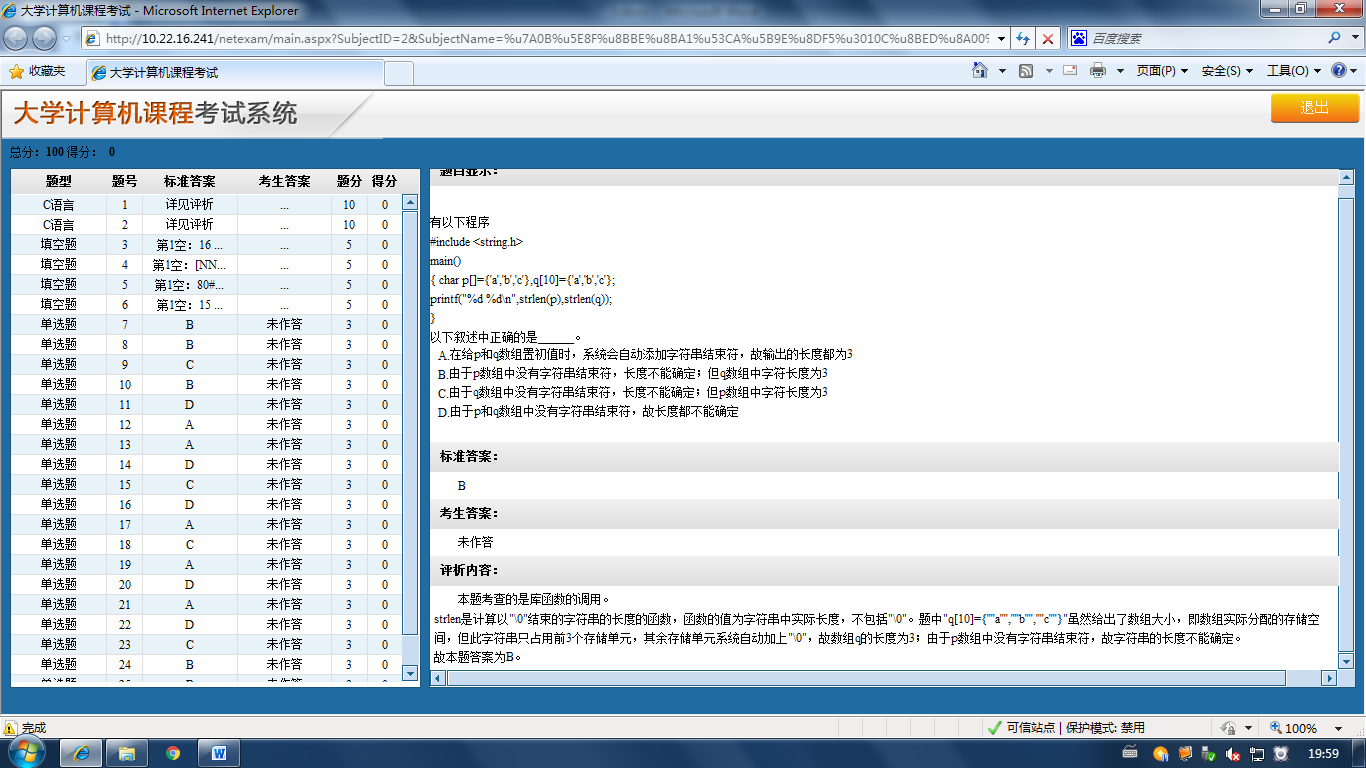 大学计算机课程考试 - Microsoft Internet Explorer
http://10.22.16.241/netexam/main.aspx?SubjectID=2&SubjectName=%u7A0B%u5E8F%u8BBE%u8BA1%u53CA%u5B9E%u8DF5%u3010C%u8BED%u8A00%
百度搜索
收藏夹
大学计算机课程考试
页面(P) 安全(S) 工具(O)
大学计算机课程考试系统
退出
总分：100 得分： 0
题型 题号 标准答案 考生答案 题分 得分
C语言 1 详见评析 ... 10 0
C语言 2 详见评析 ... 10 0
填空题 3 第1空：16 ... ... 5 0
填空题 4 第1空：[NN... ... 5 0
填空题 5 第1空：80#... ... 5 0
填空题 6 第1空：15 ... ... 5 0
单选题 7 B 未作答 3 0
单选题 8 B 未作答 3 0
单选题 9 C 未作答 3 0
单选题 10 B 未作答 3 0
单选题 11 D 未作答 3 0
单选题 12 A 未作答 3 0
单选题 13 A 未作答 3 0
单选题 14 D 未作答 3 0
单选题 15 C 未作答 3 0
单选题 16 D 未作答 3 0
单选题 17 A 未作答 3 0
单选题 18 C 未作答 3 0
单选题 19 A 未作答 3 0
单选题 20 D 未作答 3 0
单选题 21 A 未作答 3 0
单选题 22 D 未作答 3 0
单选题 23 C 未作答 3 0
单选题 24 B 未作答 3 0
题目显示：
有以下程序
#include <string.h>
main()
{ char p[]={'a','b','c'},q[10]={'a','b','c'};
printf("%d %d\n",strlen(p),strlen(q));
}
以下叙述中正确的是______。
A.在给p和q数组置初值时，系统会自动添加字符串结束符，故输出的长度都为3
B.由于p数组中没有字符串结束符，长度不能确定；但q数组中字符长度为3
C.由于q数组中没有字符串结束符，长度不能确定；但p数组中字符长度为3
D.由于p和q数组中没有字符串结束符，故长度都不能确定
标准答案：
B
考生答案：
未作答
评析内容：
本题考查的是库函数的调用。
strlen是计算以"\0"结束的字符串的长度的函数，函数的值为字符串中实际长度，不包括"\0"。题中"q[10]={""a"",""b"",""c""}"虽然给出了数组大小，即数组实际分配的存储空
间，但此字符串只占用前3个存储单元，其余存储单元系统自动加上"\0"，故数组q的长度为3；由于p数组中没有字符串结束符，故字符串的长度不能确定。
故本题答案为B。
完成
可信站点 | 保护模式: 禁用
100%
19:59